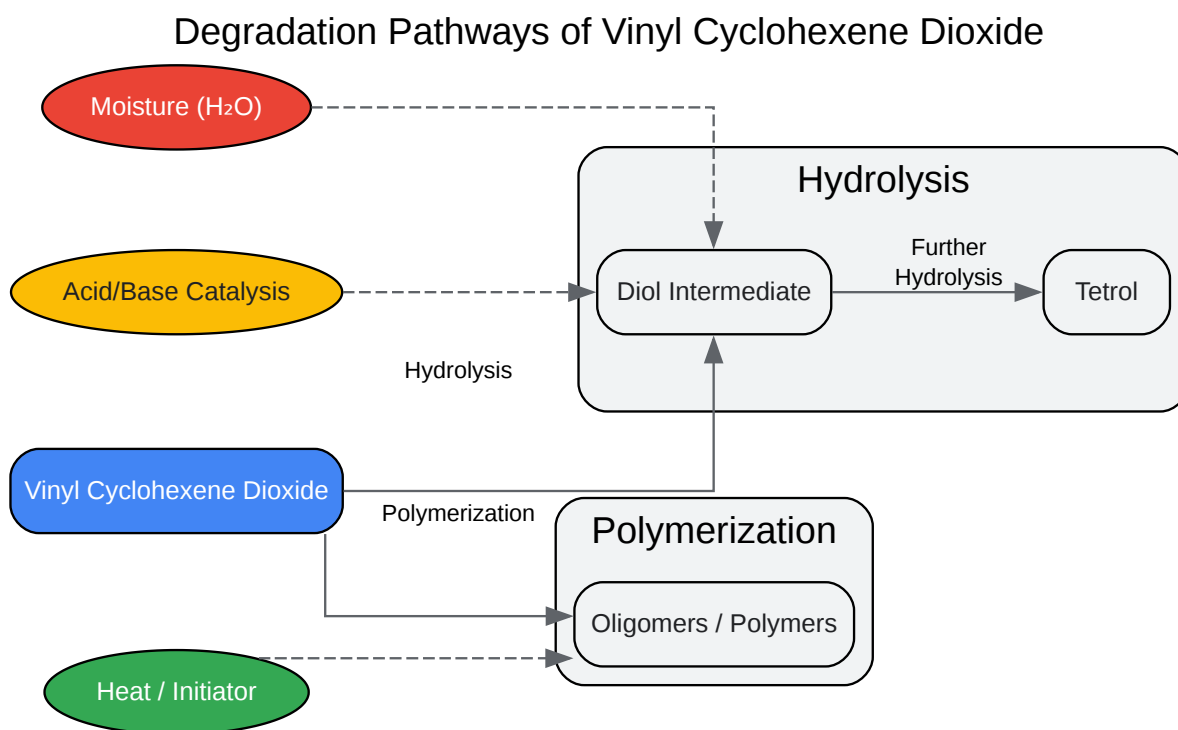 Degradation Pathways of Vinyl Cyclohexene Dioxide
Moisture (H₂O)
Hydrolysis
Further
Hydrolysis
Acid/Base Catalysis
Diol Intermediate
Tetrol
Hydrolysis
Vinyl Cyclohexene Dioxide
Polymerization
Polymerization
Oligomers / Polymers
Heat / Initiator